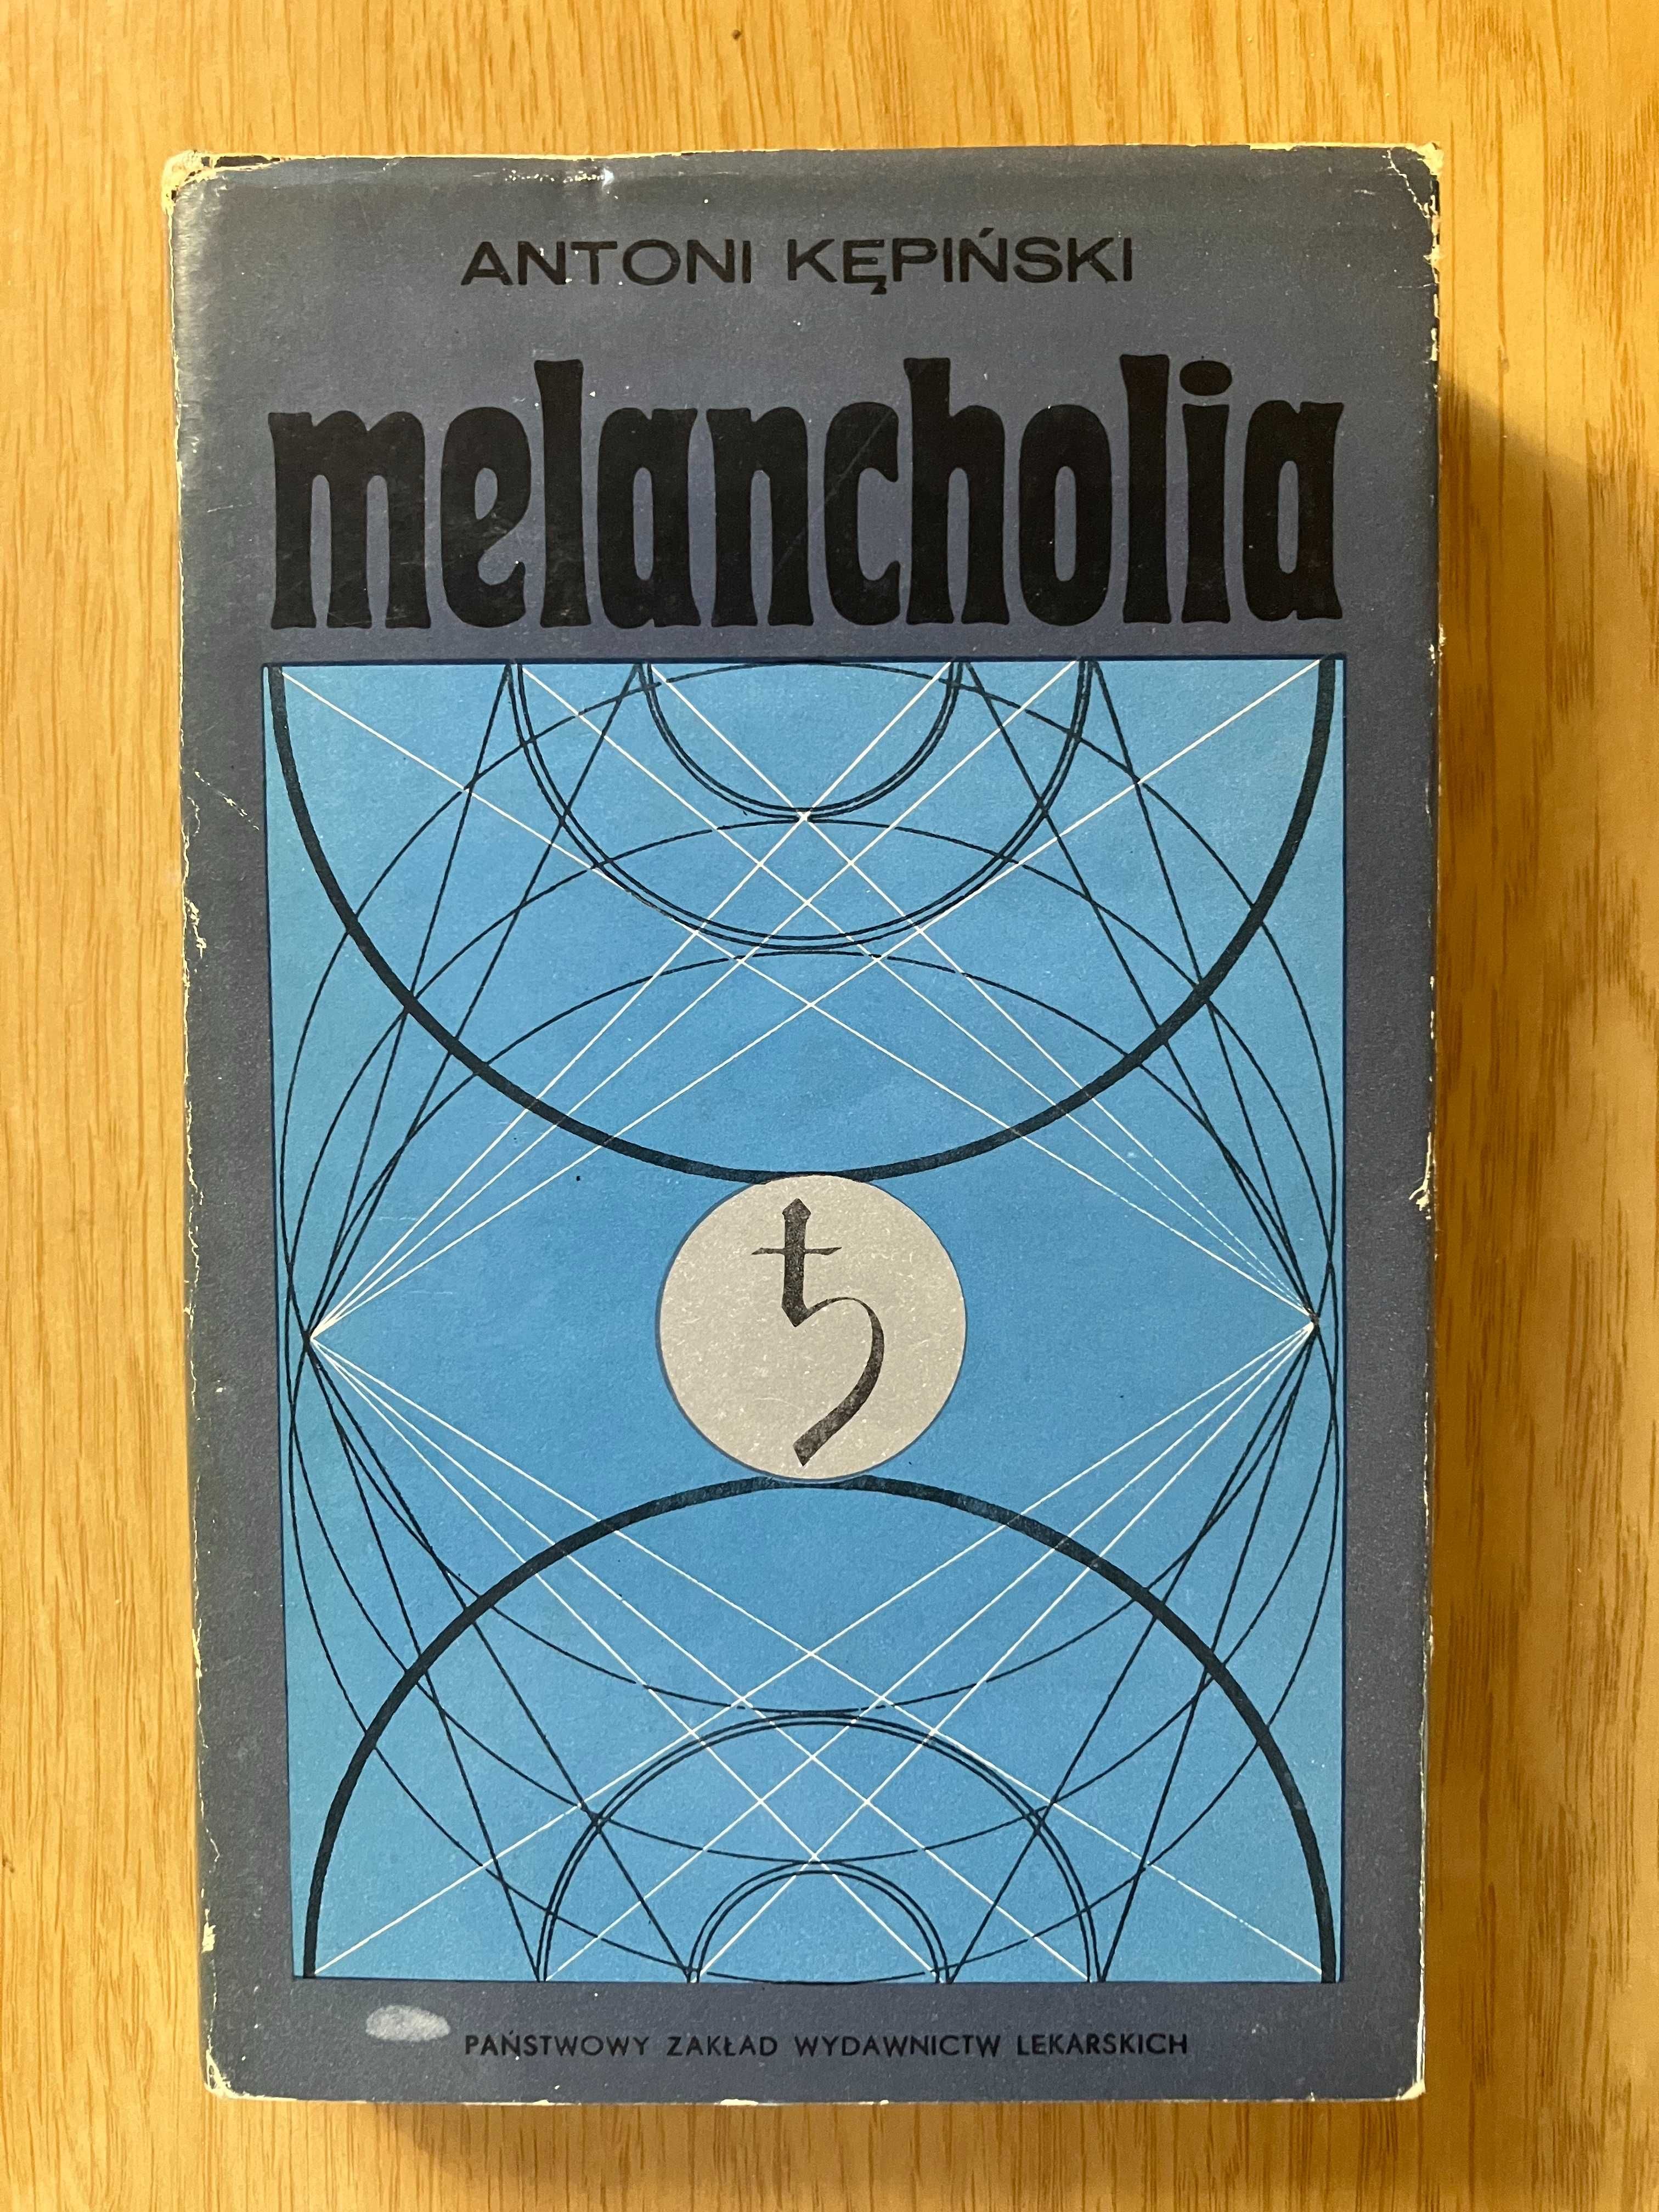 ANTONI KĘPIŃSKI
melancholia
♄
PAŃSTWOWY ZAKŁAD WYDAWNICTW LEKARSKICH